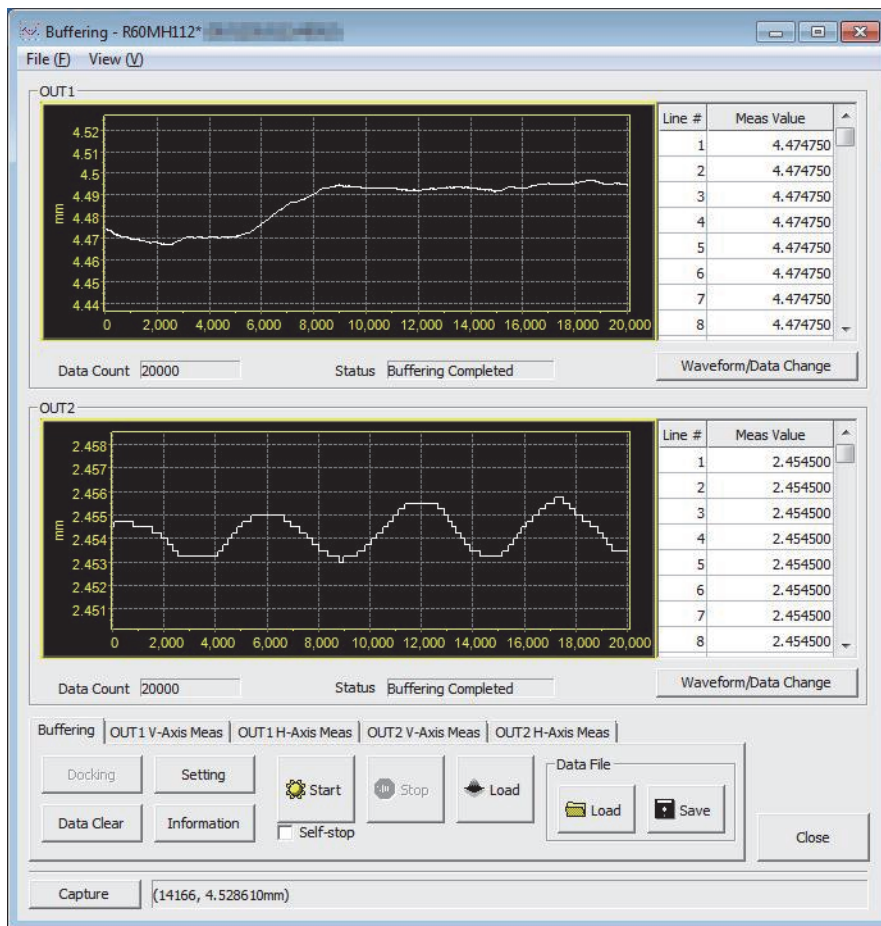 Buffering - R60MH112*
File (F) View (V)
OUT1
4.52
4.51
4.5
4.49
4.48
4.47
4.46
4.45
4.44
mm
0 2,000 4,000 6,000 8,000 10,000 12,000 14,000 16,000 18,000 20,000
Line # Meas Value
1 4.474750
2 4.474750
3 4.474750
4 4.474750
5 4.474750
6 4.474750
7 4.474750
8 4.474750
Data Count 20000 Status Buffering Completed Waveform/Data Change
OUT2
2.458
2.457
2.456
2.455
2.454
2.453
2.452
2.451
mm
0 2,000 4,000 6,000 8,000 10,000 12,000 14,000 16,000 18,000 20,000
Line # Meas Value
1 2.454500
2 2.454500
3 2.454500
4 2.454500
5 2.454500
6 2.454500
7 2.454500
8 2.454500
Data Count 20000 Status Buffering Completed Waveform/Data Change
Buffering OUT1 V-Axis Meas OUT1 H-Axis Meas OUT2 V-Axis Meas OUT2 H-Axis Meas
Docking Setting Start Stop Load
Data File
Load Save
Data Clear Information
Self-stop
Close
Capture (14166, 4.528610mm)